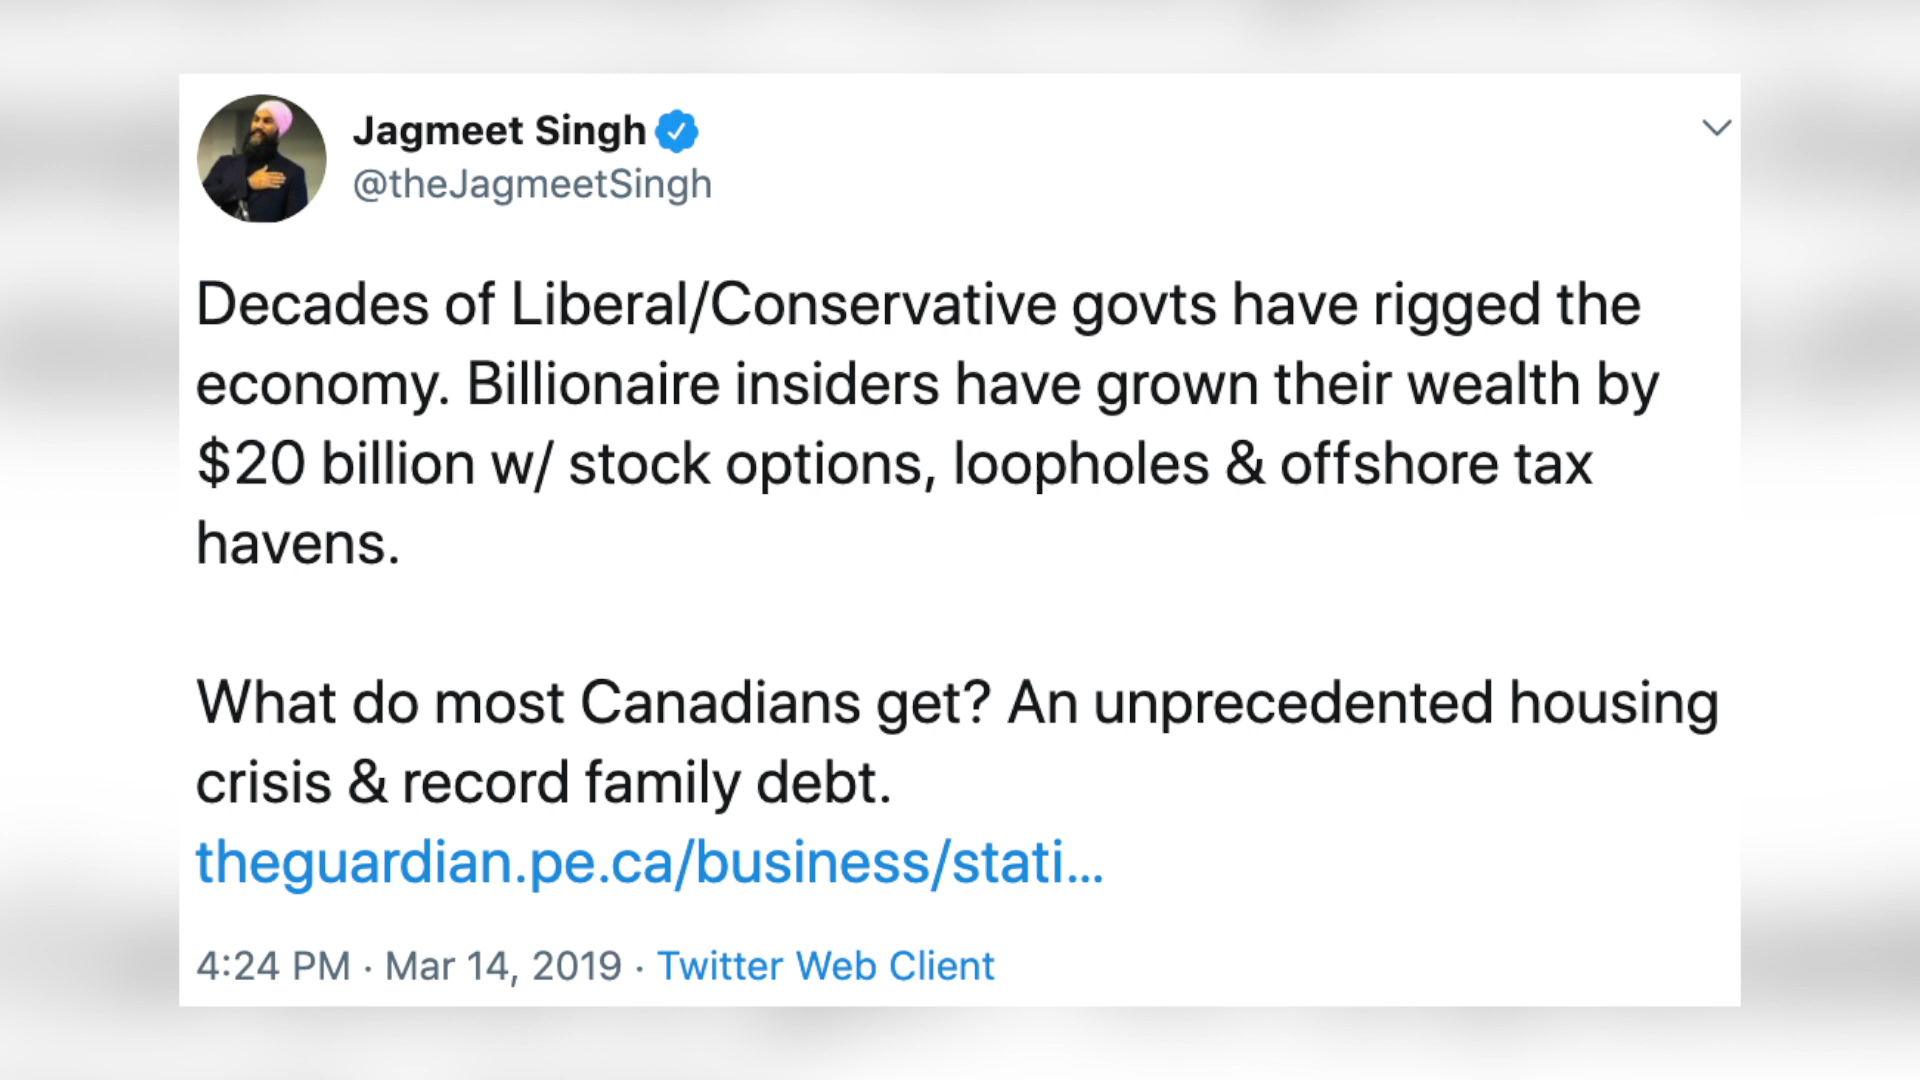 Jagmeet Singh
@theJagmeetSingh
Decades of Liberal/Conservative govts have rigged the
economy. Billionaire insiders have grown their wealth by
$20 billion w/ stock options, loopholes & offshore tax
havens.
What do most Canadians get? An unprecedented housing
crisis & record family debt.
theguardian.pe.ca/business/stati…
4:24 PM · Mar 14, 2019 · Twitter Web Client